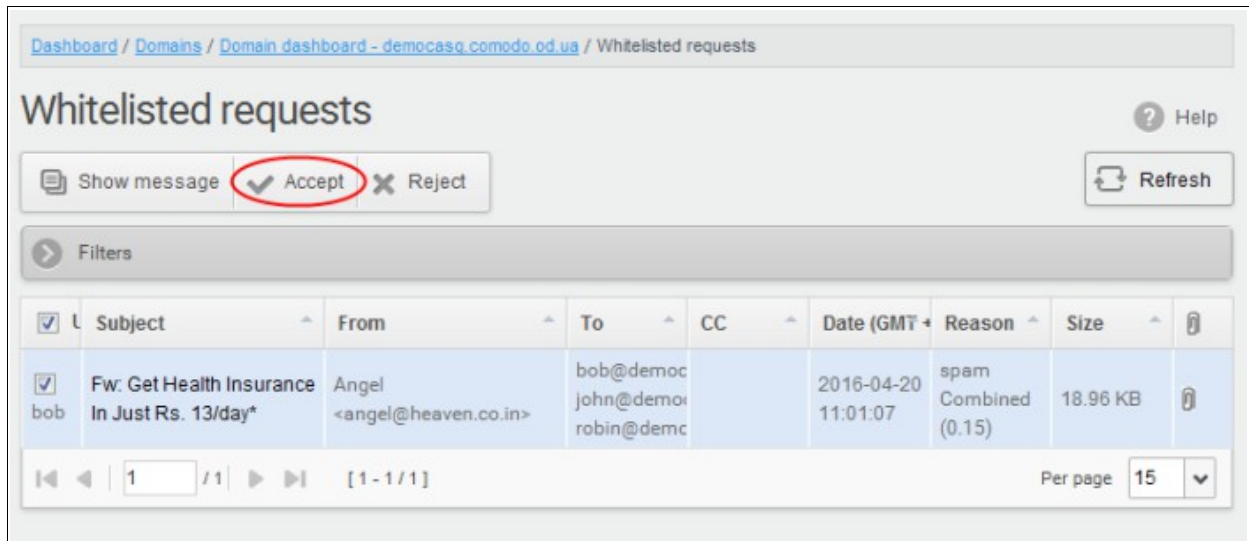 Dashboard / Domains / Domain dashboard - democasg.comodo.od.ua / Whitelisted requests
Whitelisted requests
Help
Show message Accept Reject
Refresh
Filters
U Subject From To CC Date (GMT + Reason Size
bob Fw: Get Health Insurance In Just Rs. 13/day* Angel <angel@heaven.co.in> bob@democ john@democ robin@demc 2016-04-20 11:01:07 spam Combined (0.15) 18.96 KB
1 / 1 [ 1 - 1 / 1 ] Per page 15